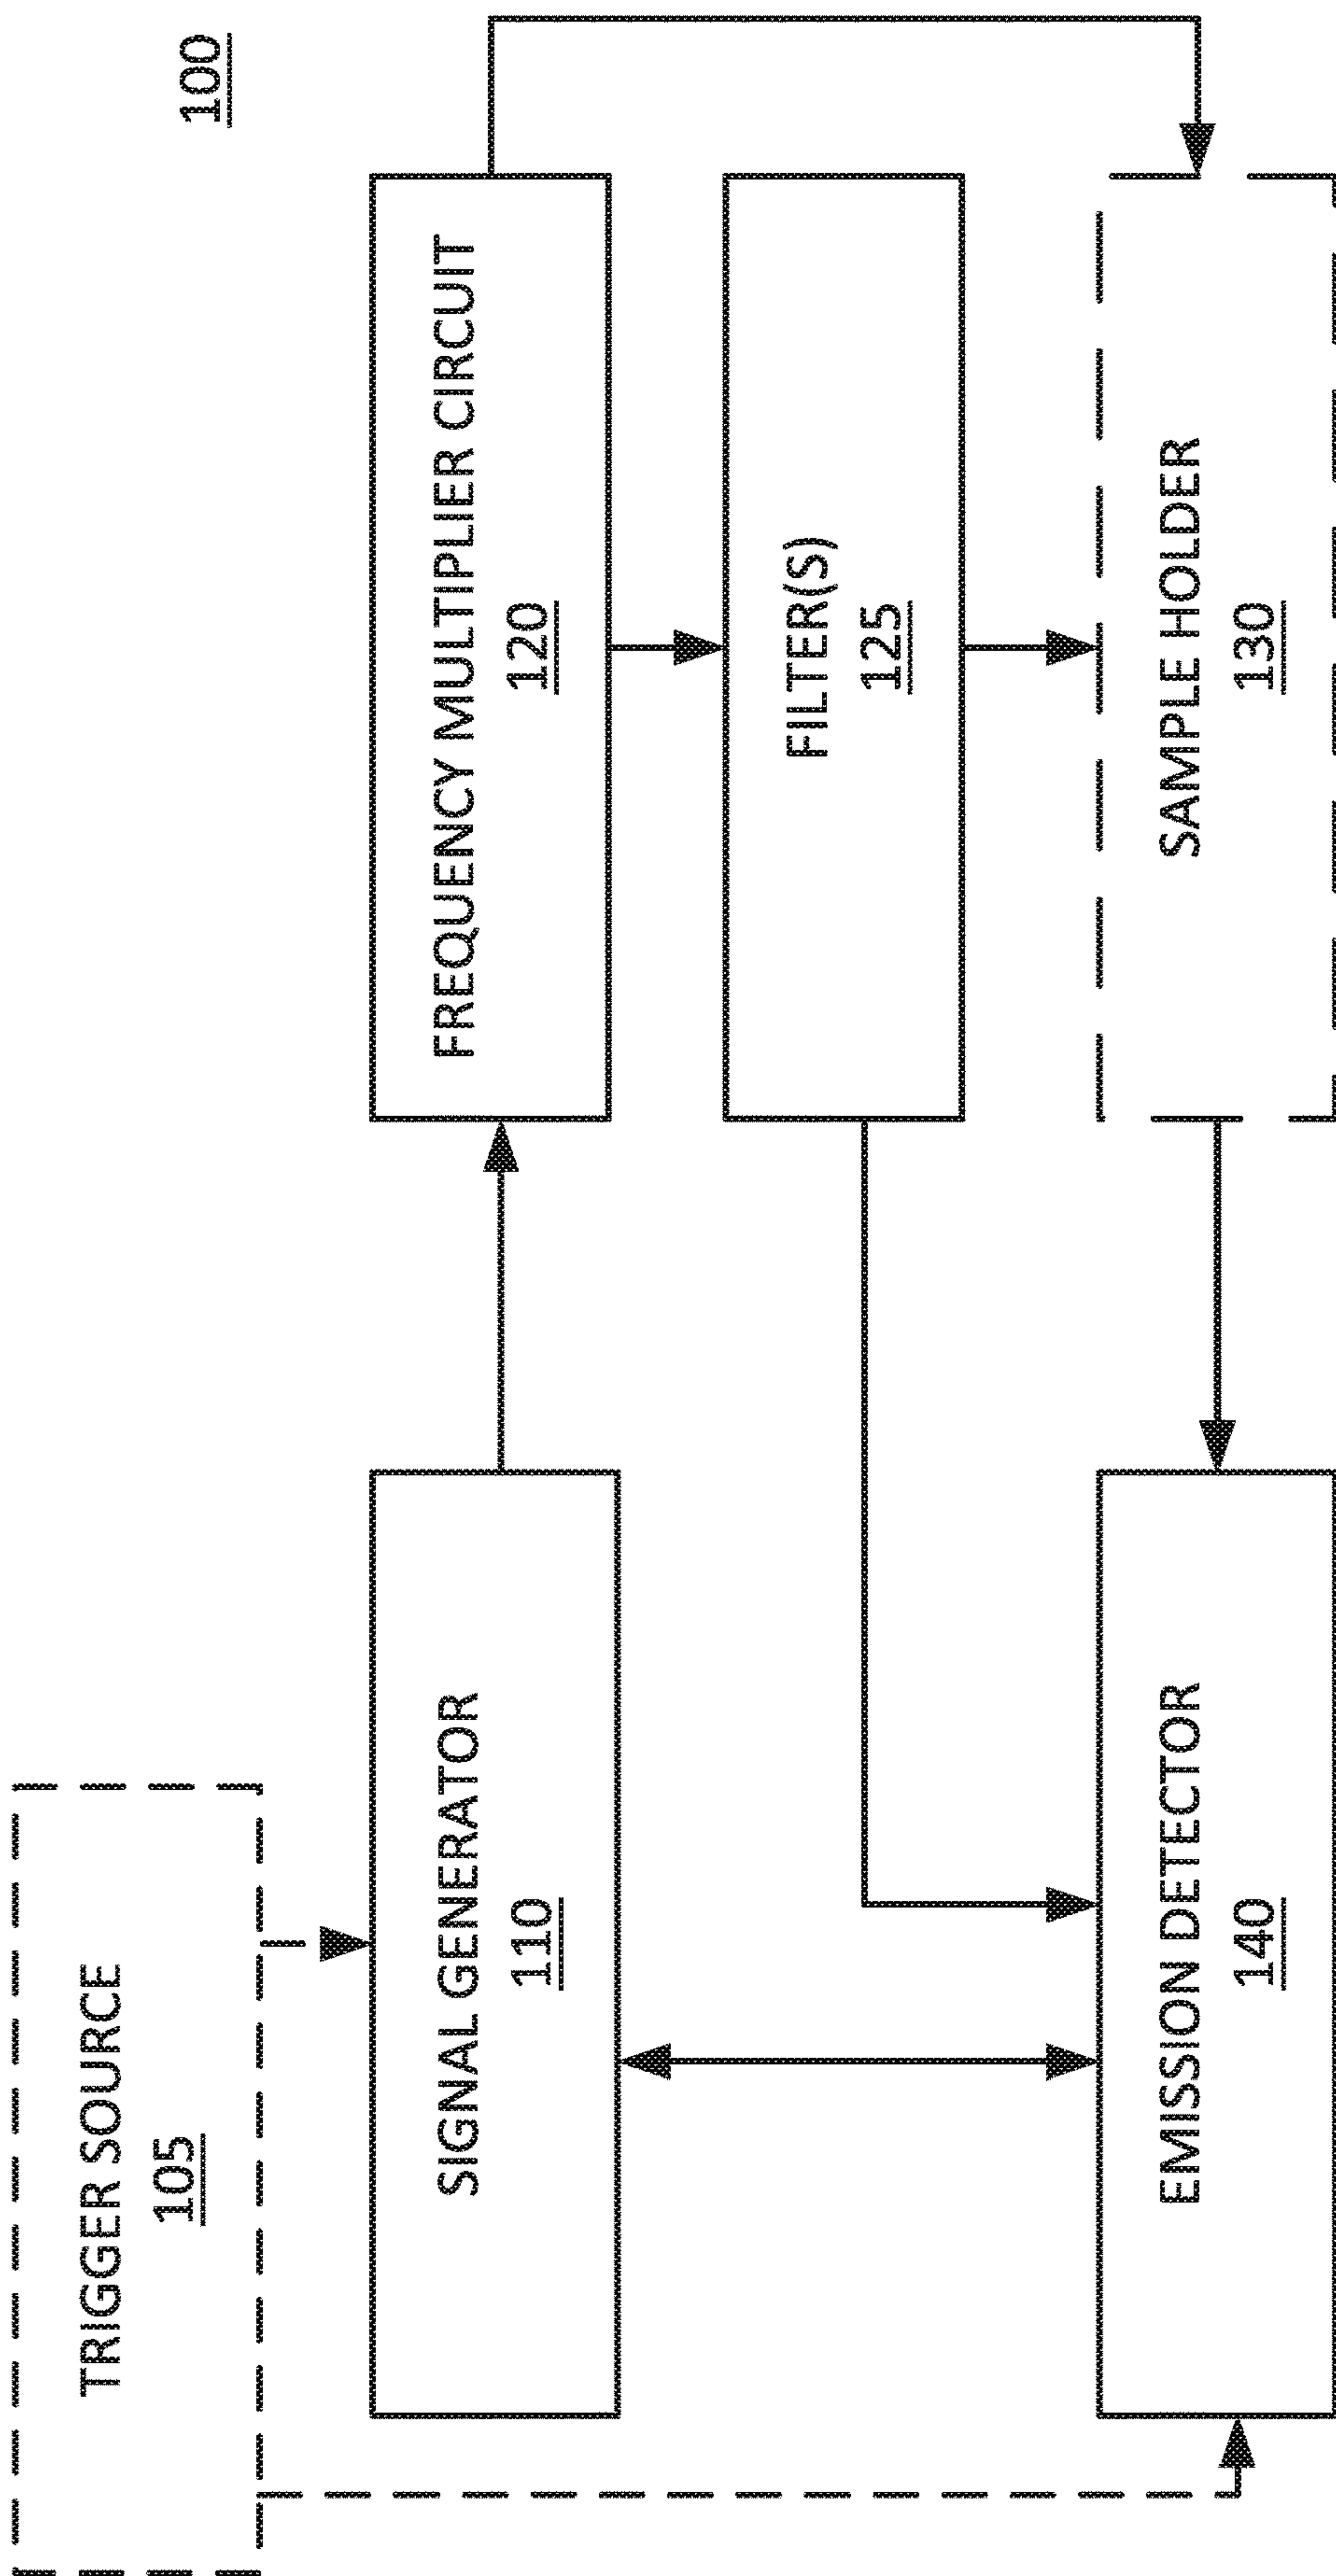 100
TRIGGER SOURCE
105
SIGNAL GENERATOR
110
FREQUENCY MULTIPLIER CIRCUIT
120
FILTER(S)
125
EMISSION DETECTOR
140
SAMPLE HOLDER
130